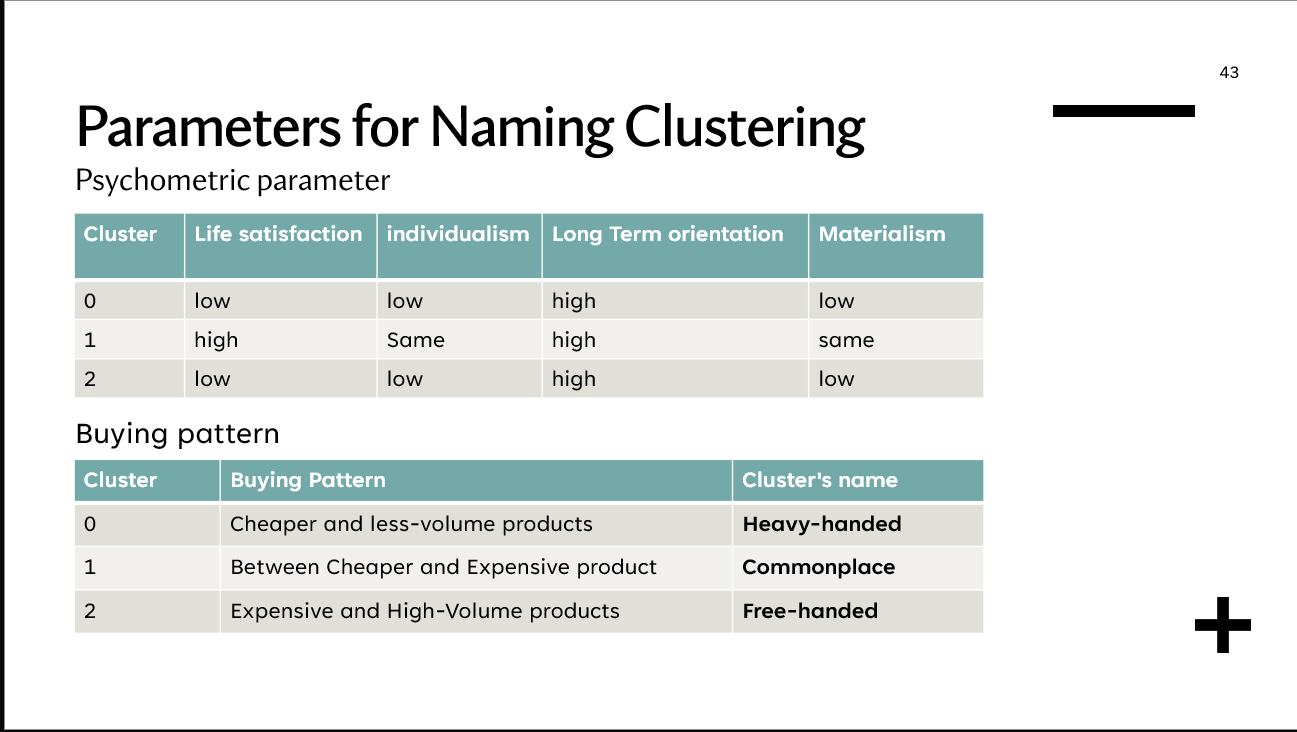 43
Parameters for Naming Clustering
Psychometric parameter
Cluster Life satisfaction individualism Long Term orientation Materialism
0 low low high low
1 high Same high same
2 low low high low
Buying pattern
Cluster Buying Pattern Cluster's name
0 Cheaper and less-volume products Heavy-handed
1 Between Cheaper and Expensive product Commonplace
2 Expensive and High-Volume products Free-handed